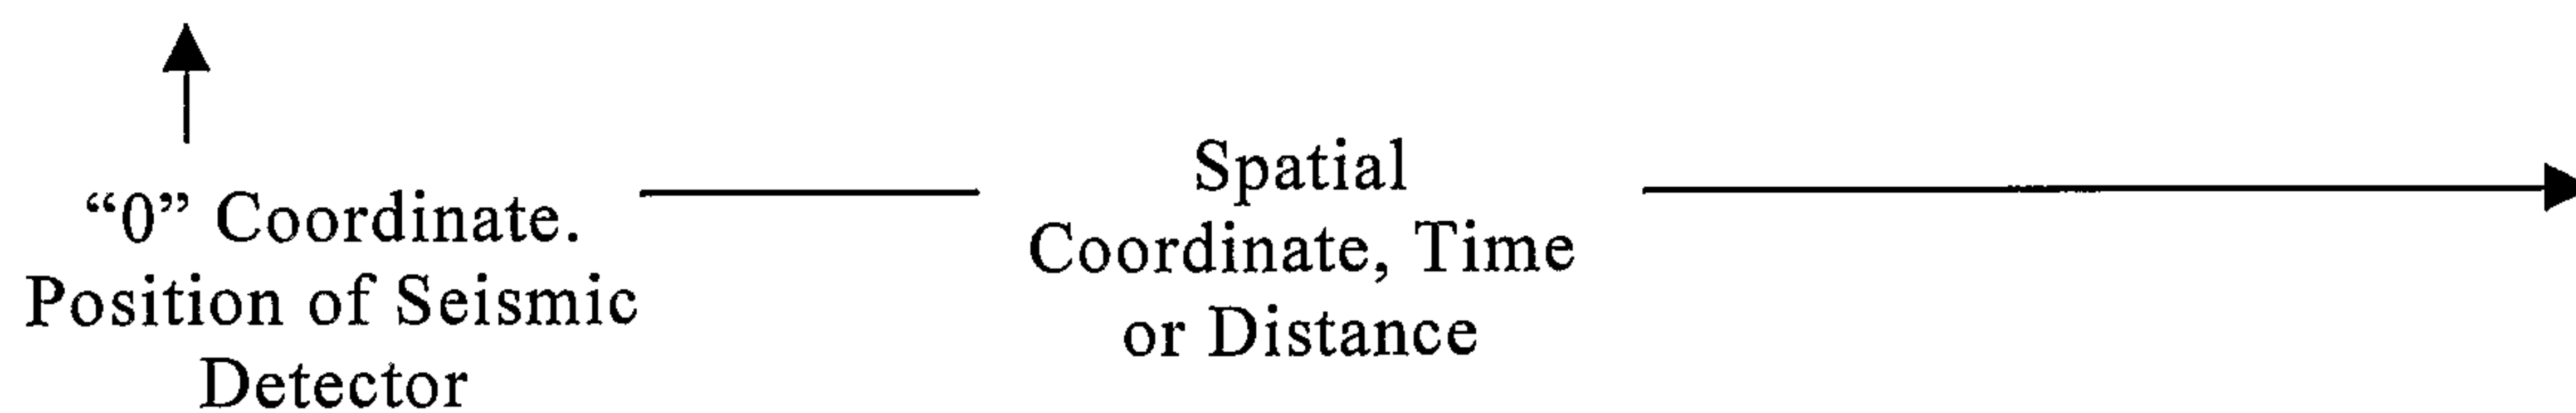 “0” Coordinate.
Position of Seismic
Detector
Spatial
Coordinate, Time
or Distance